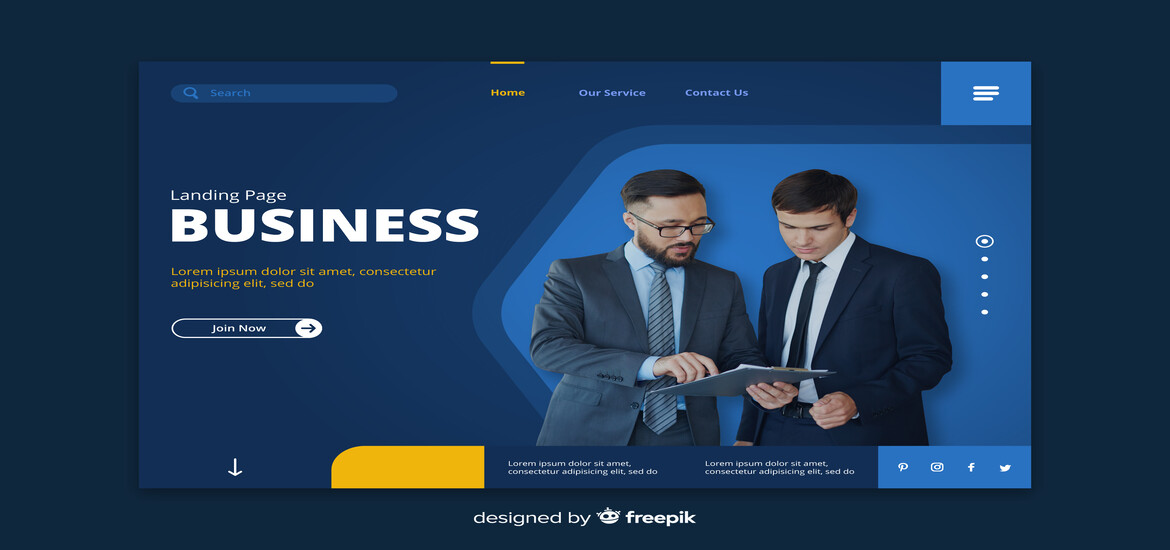 Search
Home
Our Service
Contact Us
Landing Page
BUSINESS
Lorem ipsum dolor sit amet, consectetur
adipisicing elit, sed do
Join Now
Lorem ipsum dolor sit amet,
consectetur adipisicing elit, sed do
Lorem ipsum dolor sit amet,
consectetur adipisicing elit, sed do
designed by freepik